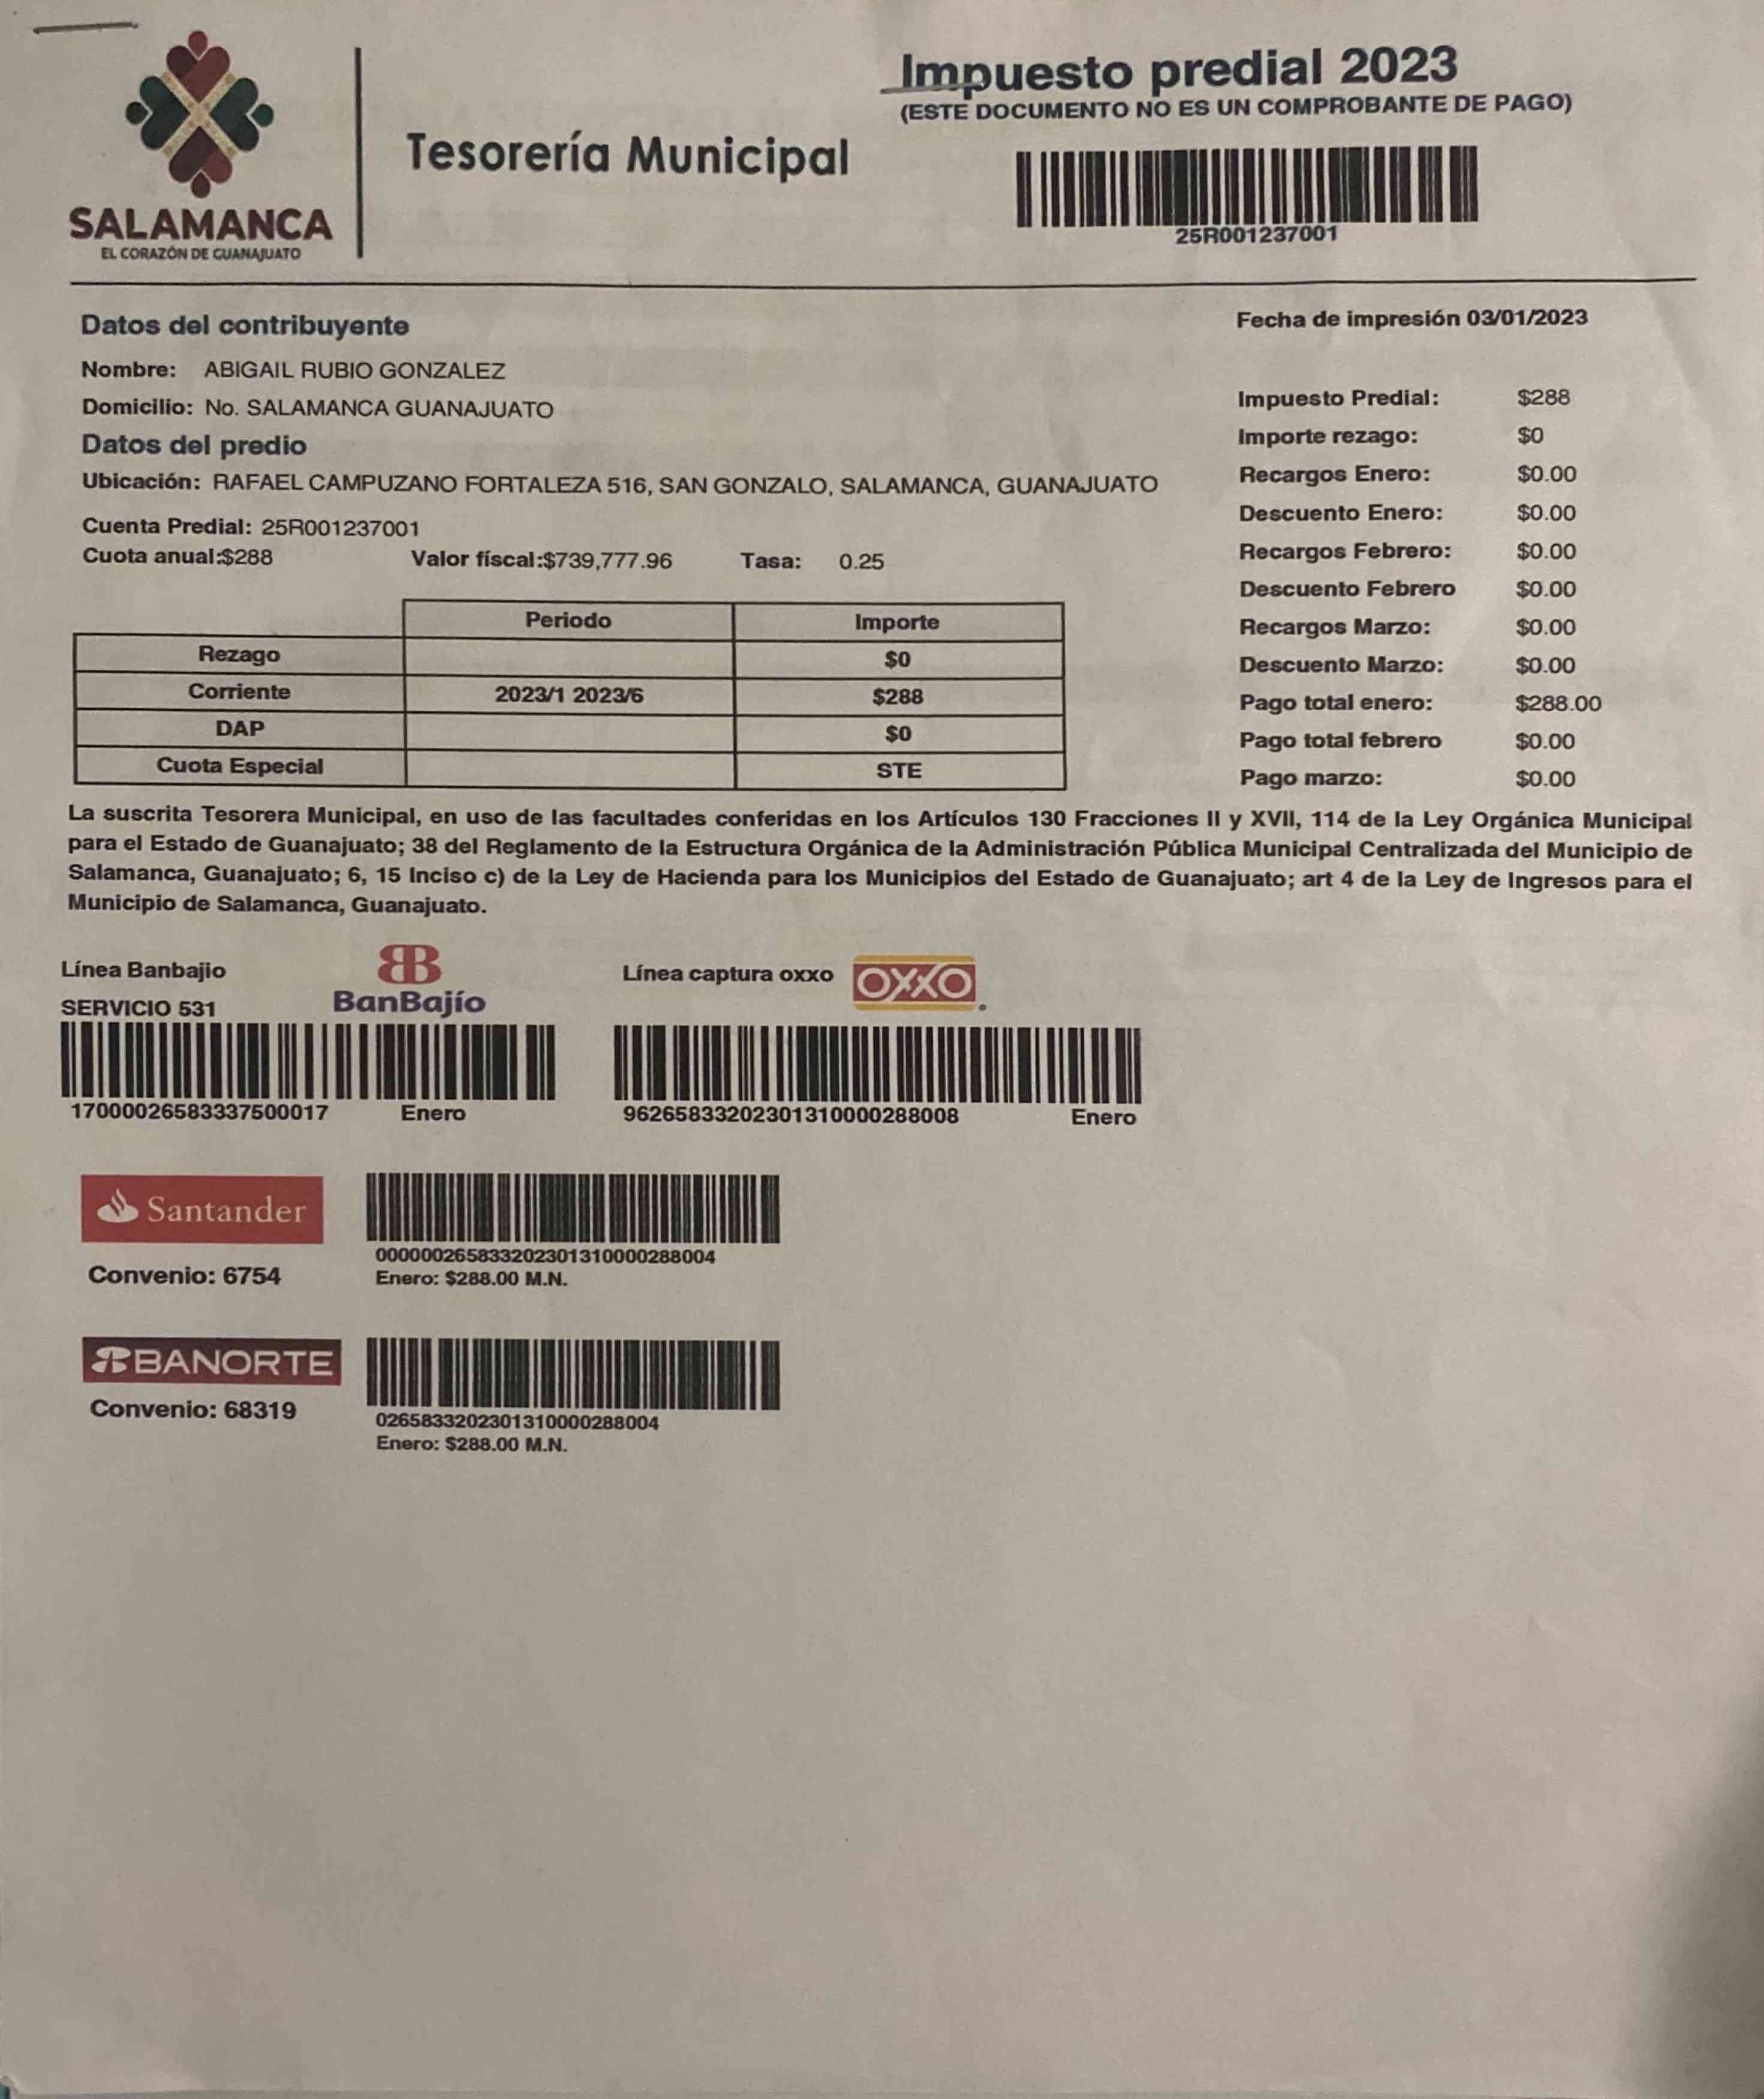 Impuesto predial 2023
(ESTE DOCUMENTO NO ES UN COMPROBANTE DE PAGO)
Tesorería Municipal
SALAMANCA
EL CORAZÓN DE GUANAJUATO
25R001237001
Datos del contribuyente
Fecha de impresión 03/01/2023
Nombre: ABIGAIL RUBIO GONZALEZ
Domicilio: No. SALAMANCA GUANAJUATO
Datos del predio
Ubicación: RAFAEL CAMPUZANO FORTALEZA 516, SAN GONZALO, SALAMANCA, GUANAJUATO
Cuenta Predial: 25R001237001
Cuota anual:$288 Valor físcal:$739,777.96 Tasa: 0.25
Periodo Importe
Rezago $0
Corriente 2023/1 2023/6 $288
DAP $0
Cuota Especial STE
Impuesto Predial: $288
Importe rezago: $0
Recargos Enero: $0.00
Descuento Enero: $0.00
Recargos Febrero: $0.00
Descuento Febrero $0.00
Recargos Marzo: $0.00
Descuento Marzo: $0.00
Pago total enero: $288.00
Pago total febrero $0.00
Pago marzo: $0.00
La suscrita Tesorera Municipal, en uso de las facultades conferidas en los Artículos 130 Fracciones II y XVII, 114 de la Ley Orgánica Municipal
para el Estado de Guanajuato; 38 del Reglamento de la Estructura Orgánica de la Administración Pública Municipal Centralizada del Municipio de
Salamanca, Guanajuato; 6, 15 Inciso c) de la Ley de Hacienda para los Municipios del Estado de Guanajuato; art 4 de la Ley de Ingresos para el
Municipio de Salamanca, Guanajuato.
Línea Banbajio
SERVICIO 531
BanBajío
17000026583337500017 Enero
Línea captura oxxo
OXXO
96265833202301310000288008 Enero
Santander
Convenio: 6754
0000002658332023013​10000288004
Enero: $288.00 M.N.
BANORTE
Convenio: 68319
0265833202301310000288004
Enero: $288.00 M.N.